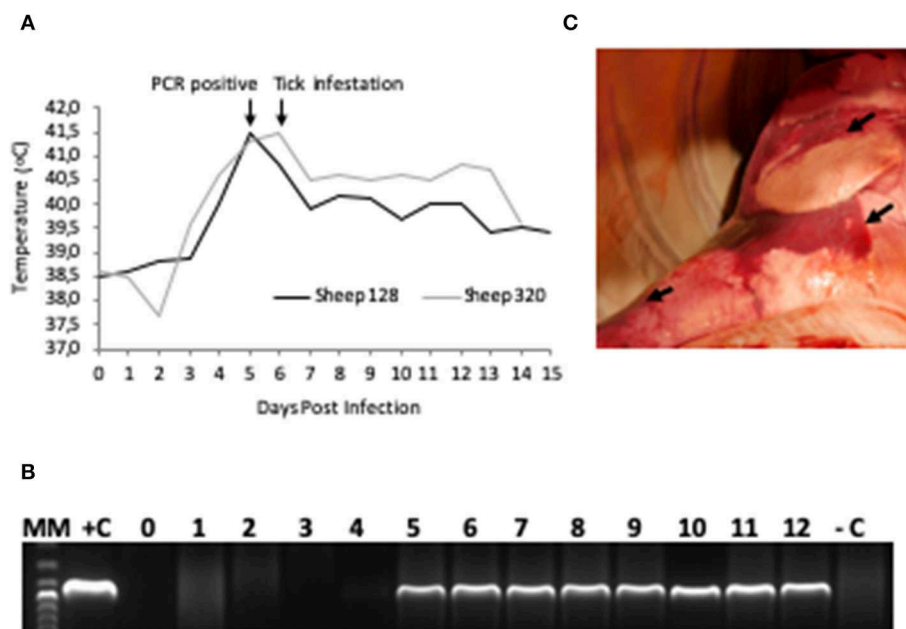 A
PCR positive Tick infestation
Temperature (ºC)
42,0
41,5
41,0
40,5
40,0
39,5
39,0
38,5
38,0
37,5
37,0
Sheep 128 Sheep 320
0 1 2 3 4 5 6 7 8 9 10 11 12 13 14 15
Days Post Infection
C
B
MM +C 0 1 2 3 4 5 6 7 8 9 10 11 12 - C